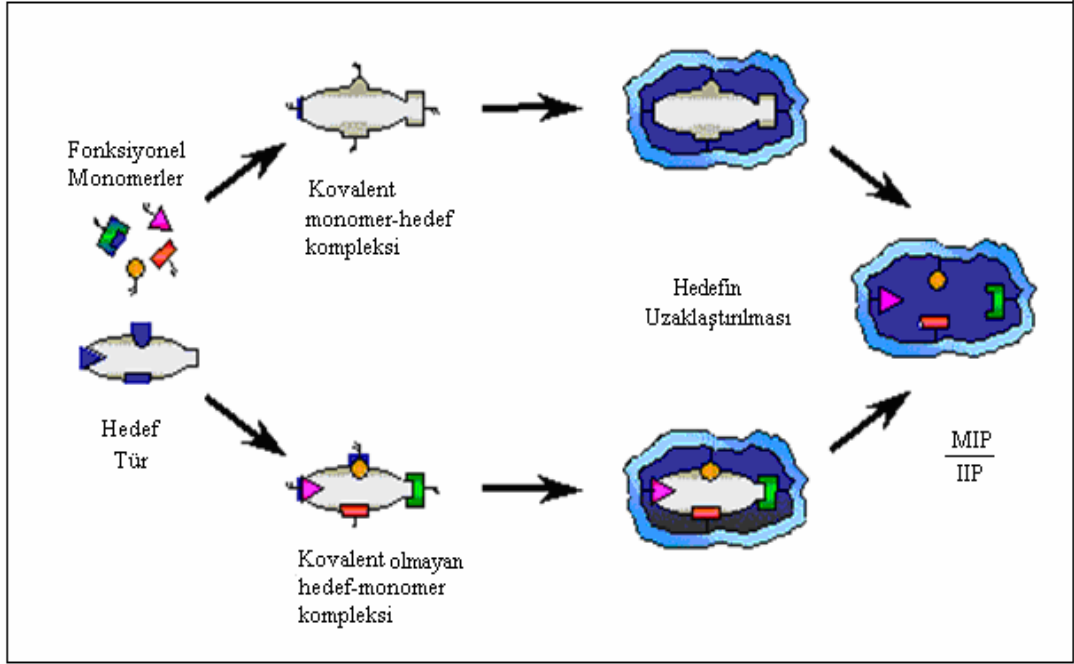 Fonksiyonel
Monomerler
Kovalent
monomer-hedef
kompleksi
Hedefin
Uzaklaştırılması
Hedef
Tür
MIP
IIP
Kovalent olmayan
hedef-monomer
kompleksi